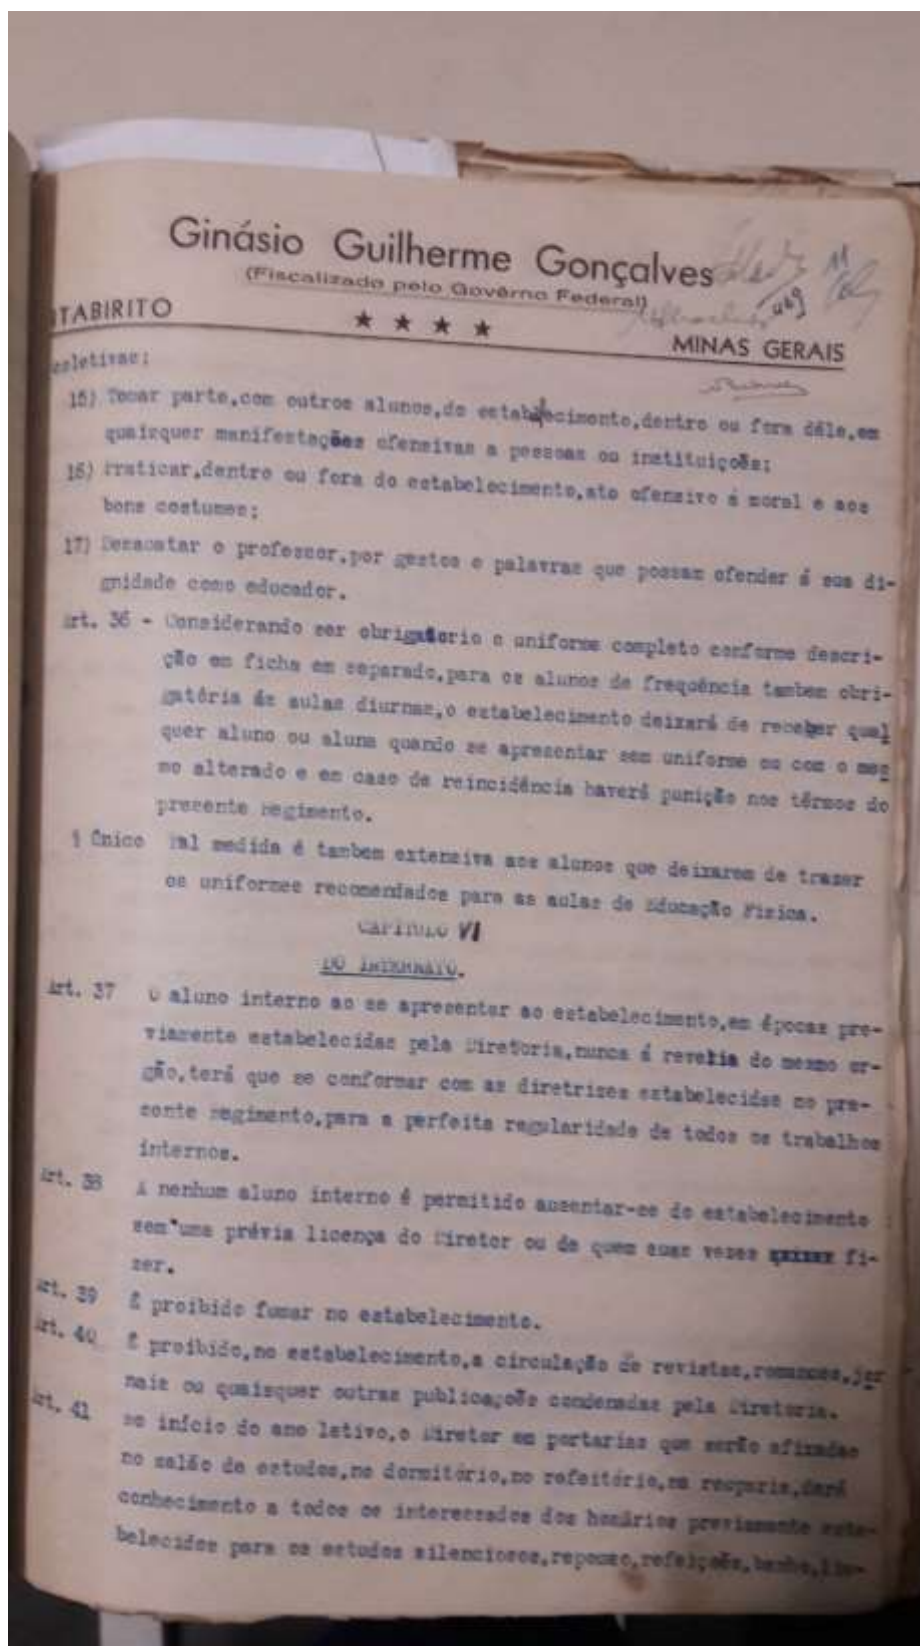 Ginásio Guilherme Gonçalves
(Fiscalizado pelo Govêrno Federal)
ITABIRITO
★ ★ ★ ★
MINAS GERAIS
11
469
coletivas;
15) Tomar parte,com outros alunos,do estabelecimento,dentro ou fora dêle,em
quaisquer manifestações ofensivas a pessoas ou instituições;
16) Praticar,dentro ou fora do estabelecimento,ato ofensivo á moral e aos
bons costumes;
17) Desacatar o professor,por gestos e palavras que possam ofender á sua di-
gnidade como educador.
Art. 36 - Considerando ser obrigatorio o uniforme completo conforme descri-
ção em ficha em separado,para os alunos de frequência tambem obri-
gatória ás aulas diurnas,o estabelecimento deixará de receber qual
quer aluno ou aluna quando se apresentar sem uniforme ou com o mes
mo alterado e em caso de reincidência haverá punição nos têrmos do
presente Regimento.
§ Único Tal medida é tambem extensiva aos alunos que deixarem de trazer
os uniformes recomendados para as aulas de Educação Fisica.
CAPITULO VI
DO INTERNATO.
Art. 37 O aluno interno ao se apresentar ao estabelecimento,em épocas pre-
viamente estabelecidas pela Diretoria,nunca á revelia do mesmo or-
gão,terá que se conformar com as diretrises estabelecidas no pre-
sente Regimento,para a perfeita regularidade de todos os trabalhos
internos.
Art. 38 A nenhum aluno interno é permitido ausentar-se do estabelecimento
sem uma prévia licença do Diretor ou de quem suas vezes fi-
zer.
Art. 39 É proibido fumar no estabelecimento.
Art. 40 É proibido,no estabelecimento,a circulação de revistas,romances,jor
nais ou quaisquer outras publicações condenadas pela Diretoria.
Art. 41 no início do ano letivo,o Diretor em portarias que serão afixadas
no salão de estudos,no dormitório,no refeitório,na rouparia,dará
conhecimento a todos os interessados dos horários previamente esta-
belecidos para os estudos silenciosos,repouso,refeições,banho,